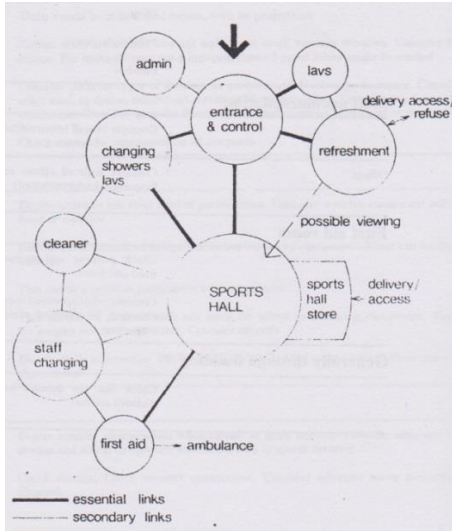 admin
lavs
entrance
& control
delivery access/
refuse
changing
showers
lavs
refreshment
possible viewing
cleaner
SPORTS
HALL
sports
hall
store
delivery/
access
staff
changing
first aid
ambulance
essential links
secondary links